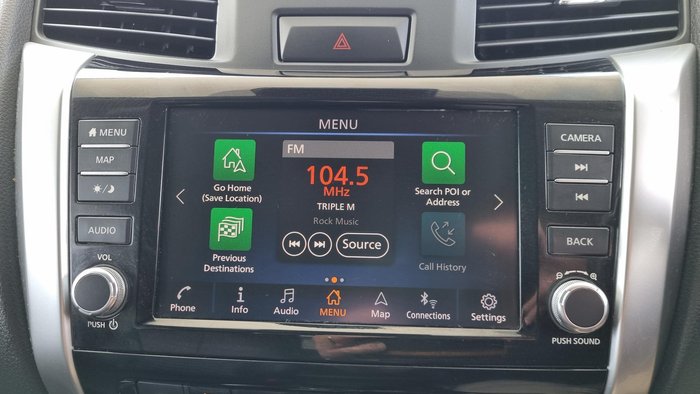 MENU
MAP
AUDIO
VOL
PUSH
MENU
FM
104.5
MHz
TRIPLE M
Rock Music
Source
Go Home
(Save Location)
Previous
Destinations
Search POI or
Address
Call History
Phone
Info
Audio
MENU
Map
Connections
Settings
CAMERA
BACK
PUSH SOUND